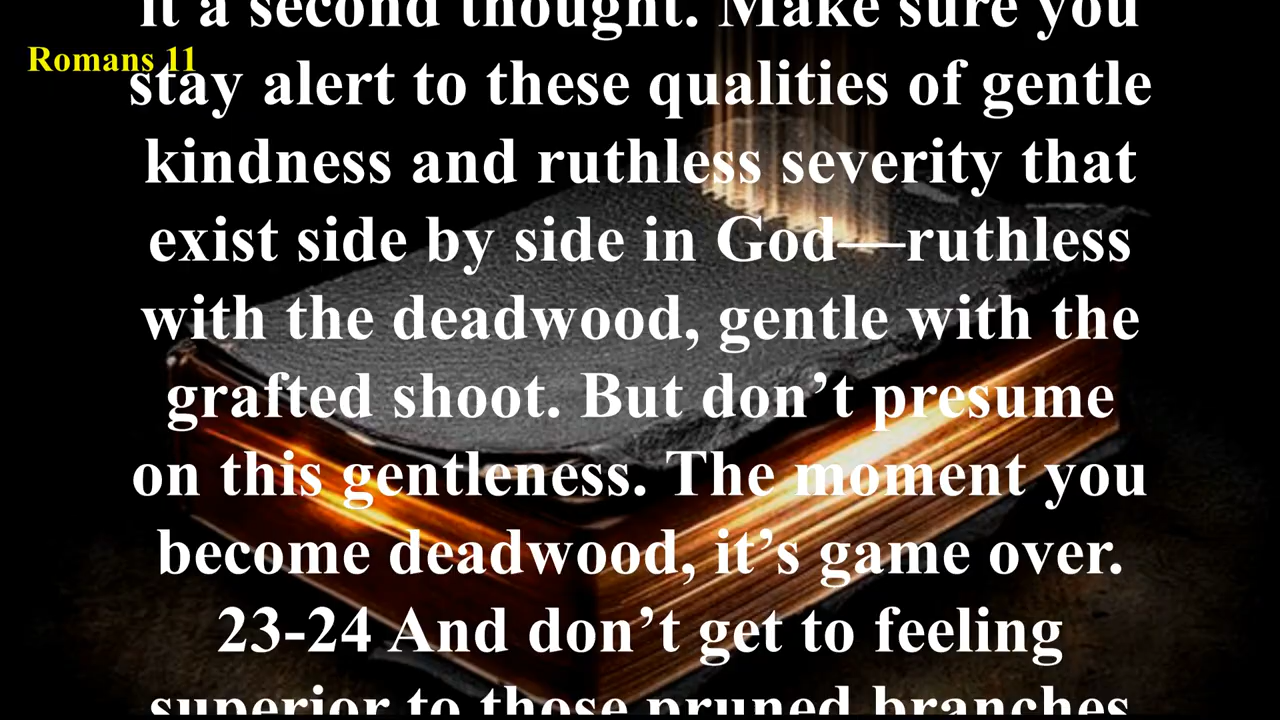 it a second thought. Make sure you
Romans 11
stay alert to these qualities of gentle
kindness and ruthless severity that
exist side by side in God—ruthless
with the deadwood, gentle with the
grafted shoot. But don’t presume
on this gentleness. The moment you
become deadwood, it’s game over.
23-24 And don’t get to feeling
superior to those pruned branches